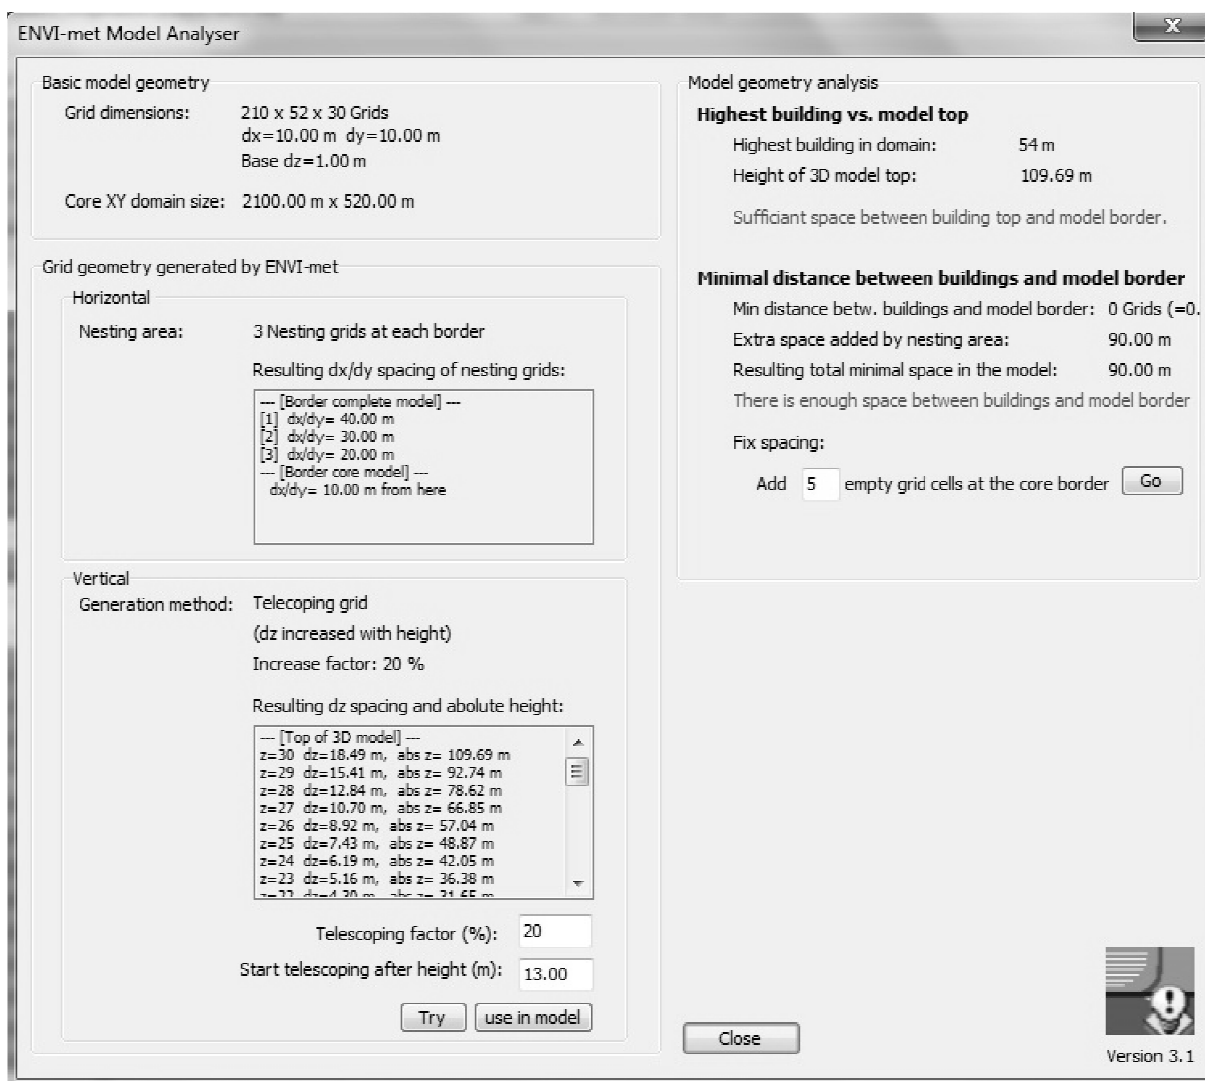 ENVI-met Model Analyser
X
Basic model geometry
Grid dimensions: 210 x 52 x 30 Grids
dx=10.00 m dy=10.00 m
Base dz=1.00 m
Core XY domain size: 2100.00 m x 520.00 m
Grid geometry generated by ENVI-met
Horizontal
Nesting area: 3 Nesting grids at each border
Resulting dx/dy spacing of nesting grids:
--- [Border complete model] ---
[1] dx/dy= 40.00 m
[2] dx/dy= 30.00 m
[3] dx/dy= 20.00 m
--- [Border core model] ---
dx/dy= 10.00 m from here
Vertical
Generation method: Telecoping grid
(dz increased with height)
Increase factor: 20 %
Resulting dz spacing and abolute height:
--- [Top of 3D model] ---
z=30 dz=18.49 m, abs z= 109.69 m
z=29 dz=15.41 m, abs z= 92.74 m
z=28 dz=12.84 m, abs z= 78.62 m
z=27 dz=10.70 m, abs z= 66.85 m
z=26 dz=8.92 m, abs z= 57.04 m
z=25 dz=7.43 m, abs z= 48.87 m
z=24 dz=6.19 m, abs z= 42.05 m
z=23 dz=5.16 m, abs z= 36.38 m
z=22 dz=4.30 m, abs z= 31.65 m
Telescoping factor (%): 20
Start telescoping after height (m): 13.00
Try use in model
Model geometry analysis
Highest building vs. model top
Highest building in domain: 54 m
Height of 3D model top: 109.69 m
Sufficiant space between building top and model border.
Minimal distance between buildings and model border
Min distance betw. buildings and model border: 0 Grids (=0.
Extra space added by nesting area: 90.00 m
Resulting total minimal space in the model: 90.00 m
There is enough space between buildings and model border
Fix spacing:
Add 5 empty grid cells at the core border Go
Close
Version 3.1